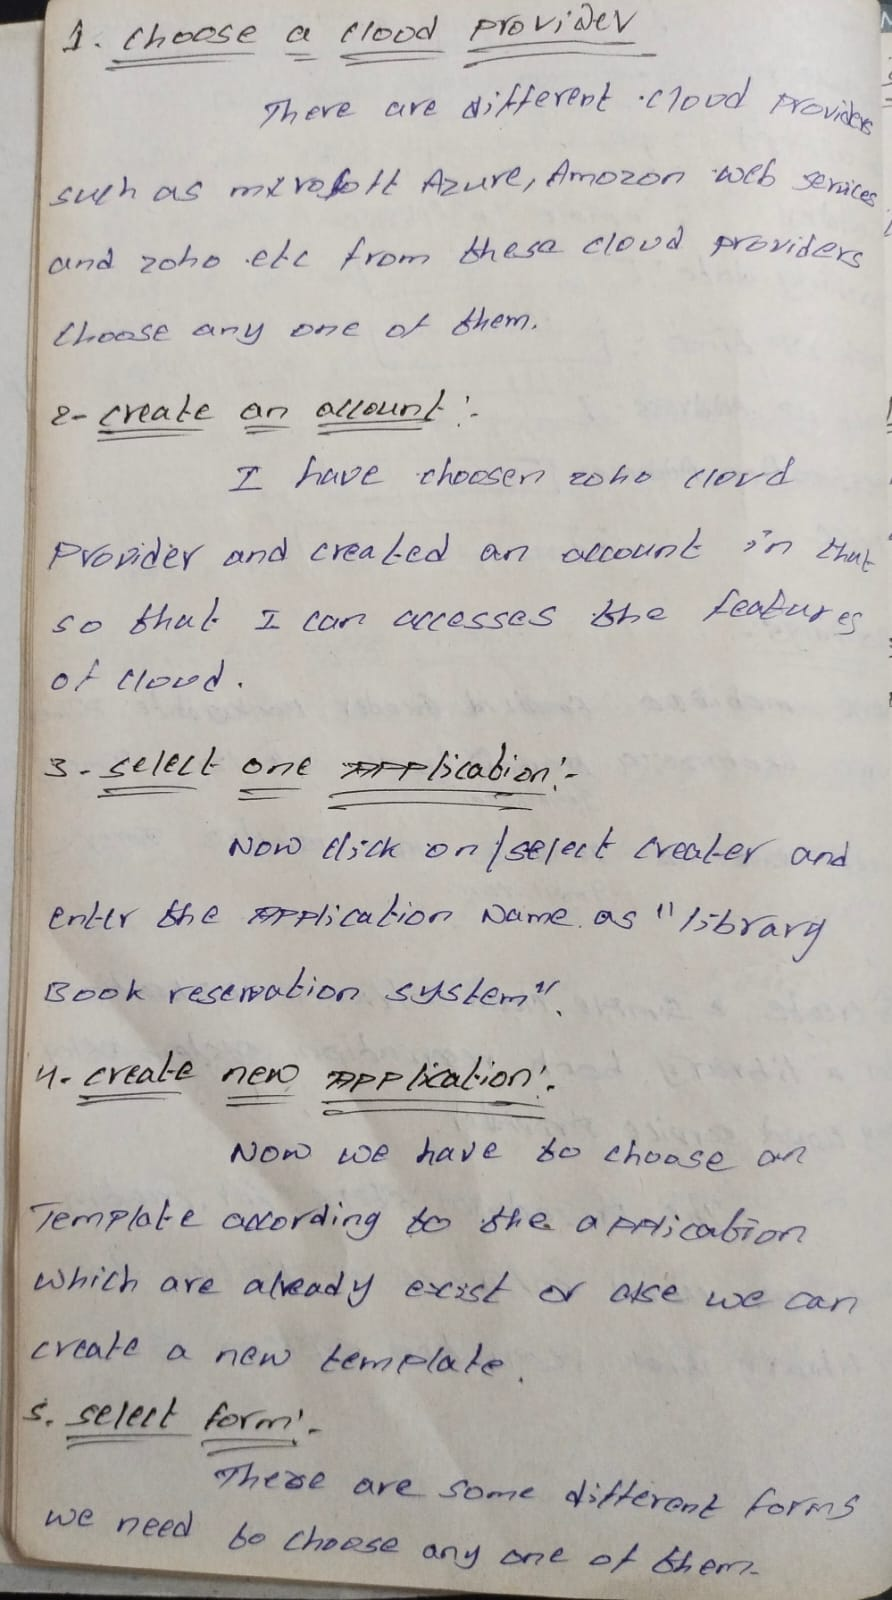 1. choose a cloud provider
There are different cloud providers
such as microsoft Azure, Amozon web services
and zoho etc from these cloud providers
choose any one of them.
2- create an account:-
I have choosen zoho cloud
Provider and created an account in that
so that I can accesses the features
of cloud.
3- select one Application:-
Now click on/select creater and
enter the Application Name as "library
Book reservation system".
4- create new Application:-
Now we have to choose an
Template according to the application
which are already exist or else we can
create a new template.
5. select form:-
There are some different forms
we need to choose any one of them.